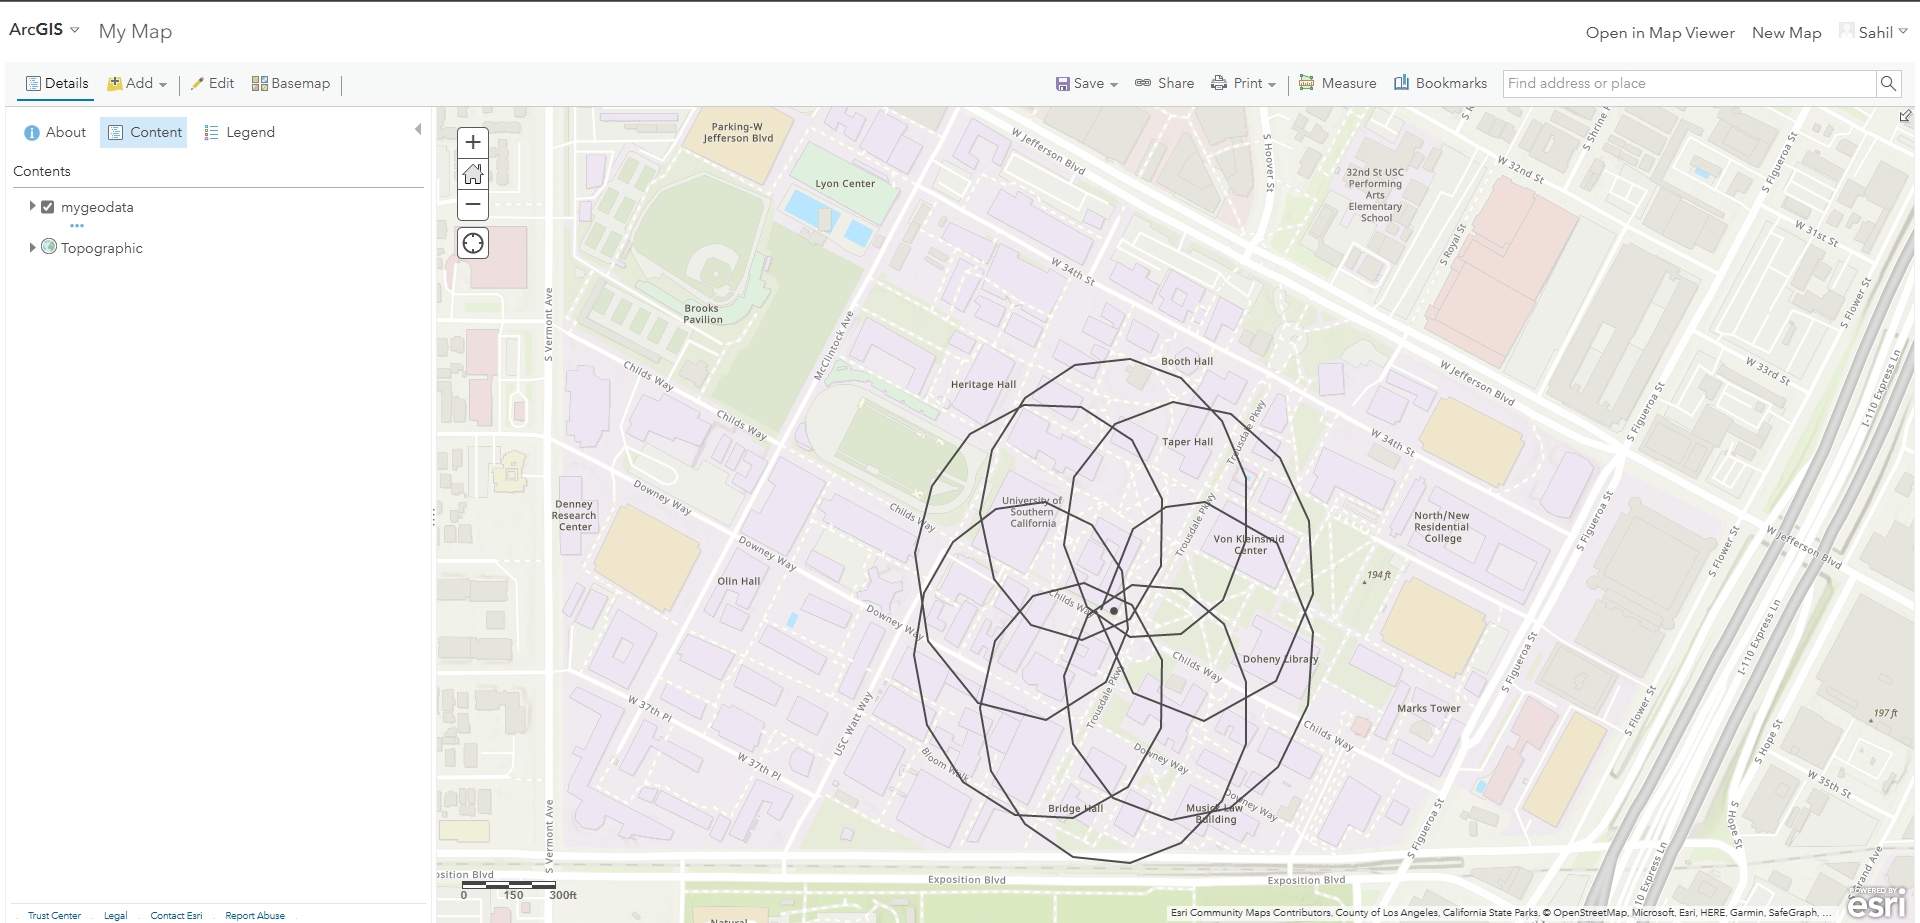 ArcGIS My Map
Open in Map Viewer New Map Sahil
Details Add Edit Basemap
Save Share Print Measure Bookmarks Find address or place
About Content Legend
Contents
mygeodata
Topographic
Trust Center Legal Contact Esri Report Abuse
Parking-W
Jefferson Blvd
Lyon Center
Brooks
Pavilion
S Vermont Ave
McClintock Ave
Childs Way
Childs Way
Heritage Hall
Booth Hall
Taper Hall
W Jefferson Blvd
S Hoover St
W 34th St
32nd St USC
Performing
Arts
Elementary
School
S Royal St
W 32nd St
S Shrine P
S Figueroa St
W 31st St
S Flower St
W 33rd St
I-110 Express Ln
W Jefferson Blvd
W 34th St
S Figueroa St
Trousdale Pkwy
University of
Southern
California
Childs Way
Trousdale Pkwy
Von Kleinsmid
Center
North/New
Residential
College
S Figueroa St
W Jefferson Blvd
S Flower St
194 ft
Denney
Research
Center
Downey Way
Downey Way
Olin Hall
Downey Way
Childs Way
Childs Way
Doheny Library
Trousdale Pkwy
Marks Tower
S Figueroa St
I-110 Express Ln
S Flower St
197 ft
W 37th Pl
USC Watt Way
W 37th Pl
Bloom Walk
Downey Way
Childs Way
S Hope St
W 35th St
Bridge Hall
Musick Law
Building
Downey Way
S Figueroa St
S Hope St
I-110 Express Ln
S Vermont Ave
position Blvd
Exposition Blvd
Exposition Blvd
rand Ave
0 150 300ft
Natural
POWERED BY
esri
Esri Community Maps Contributors, County of Los Angeles, California State Parks, © OpenStreetMap, Microsoft, Esri, HERE, Garmin, SafeGraph, ...